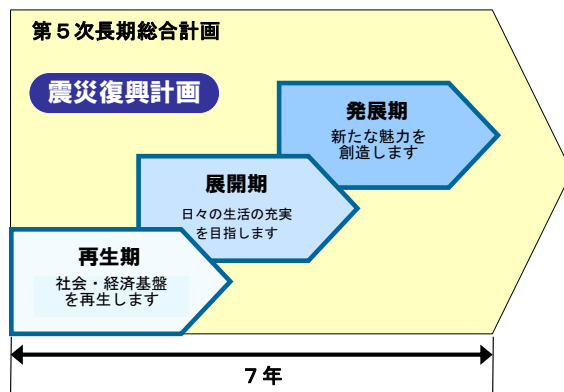 第５次長期総合計画
震災復興計画
発展期
新たな魅力を
創造します
展開期
日々の生活の充実
を目指します
再生期
社会・経済基盤
を再生します
７年